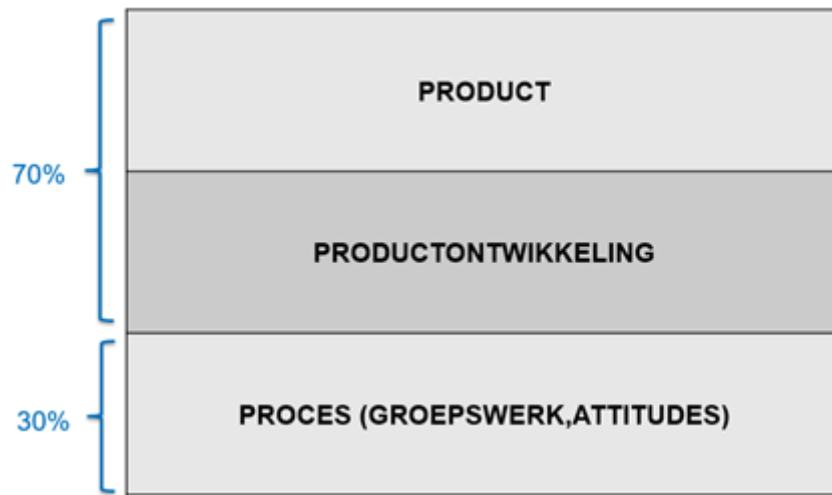 PRODUCT
70%
PRODUCTONTWIKKELING
30%
PROCES (GROEPSWERK,ATTITUDES)